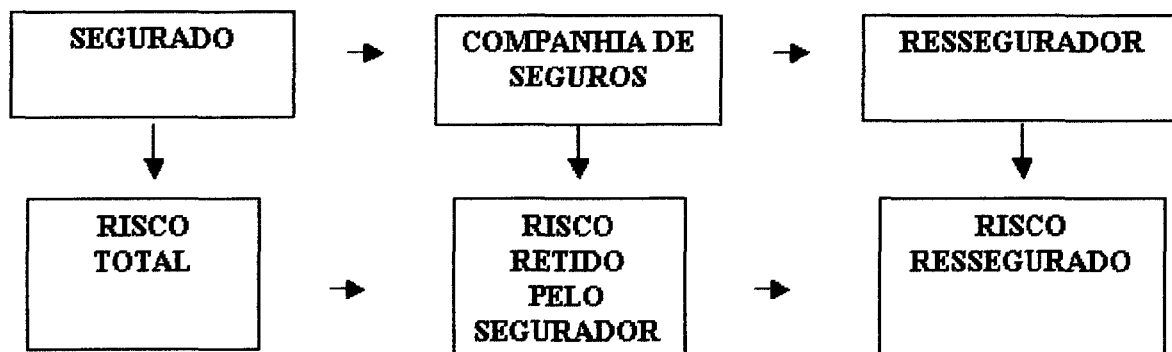 SEGURADO
COMPANHIA DE
SEGUROS
RESSEGURADOR
RISCO
TOTAL
RISCO
RETIDO
PELO
SEGURADOR
RISCO
RESSEGURADO